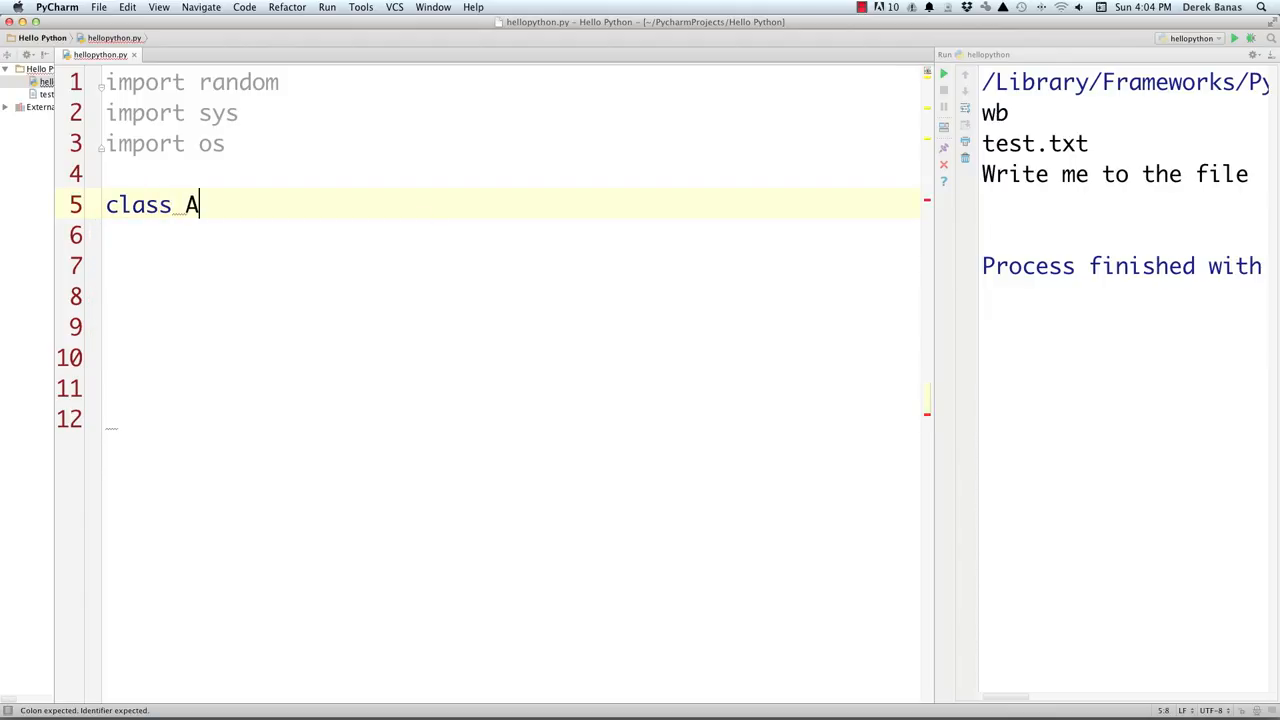 PyCharm File Edit View Navigate Code Refactor Run Tools VCS Window Help 10 Sun 4:04 PM Derek Banas
hellopython.py - Hello Python - [~/PycharmProjects/Hello Python]
Hello Python hellopython.py hellopython
hellopython.py Run hellopython
Hello P
hell
test
Externa
1 import random
2 import sys
3 import os
4
5 class A
6
7
8
9
10
11
12
/Library/Frameworks/Py
wb
test.txt
Write me to the file
Process finished with
Colon expected. Identifier expected. 5:8 LF UTF-8